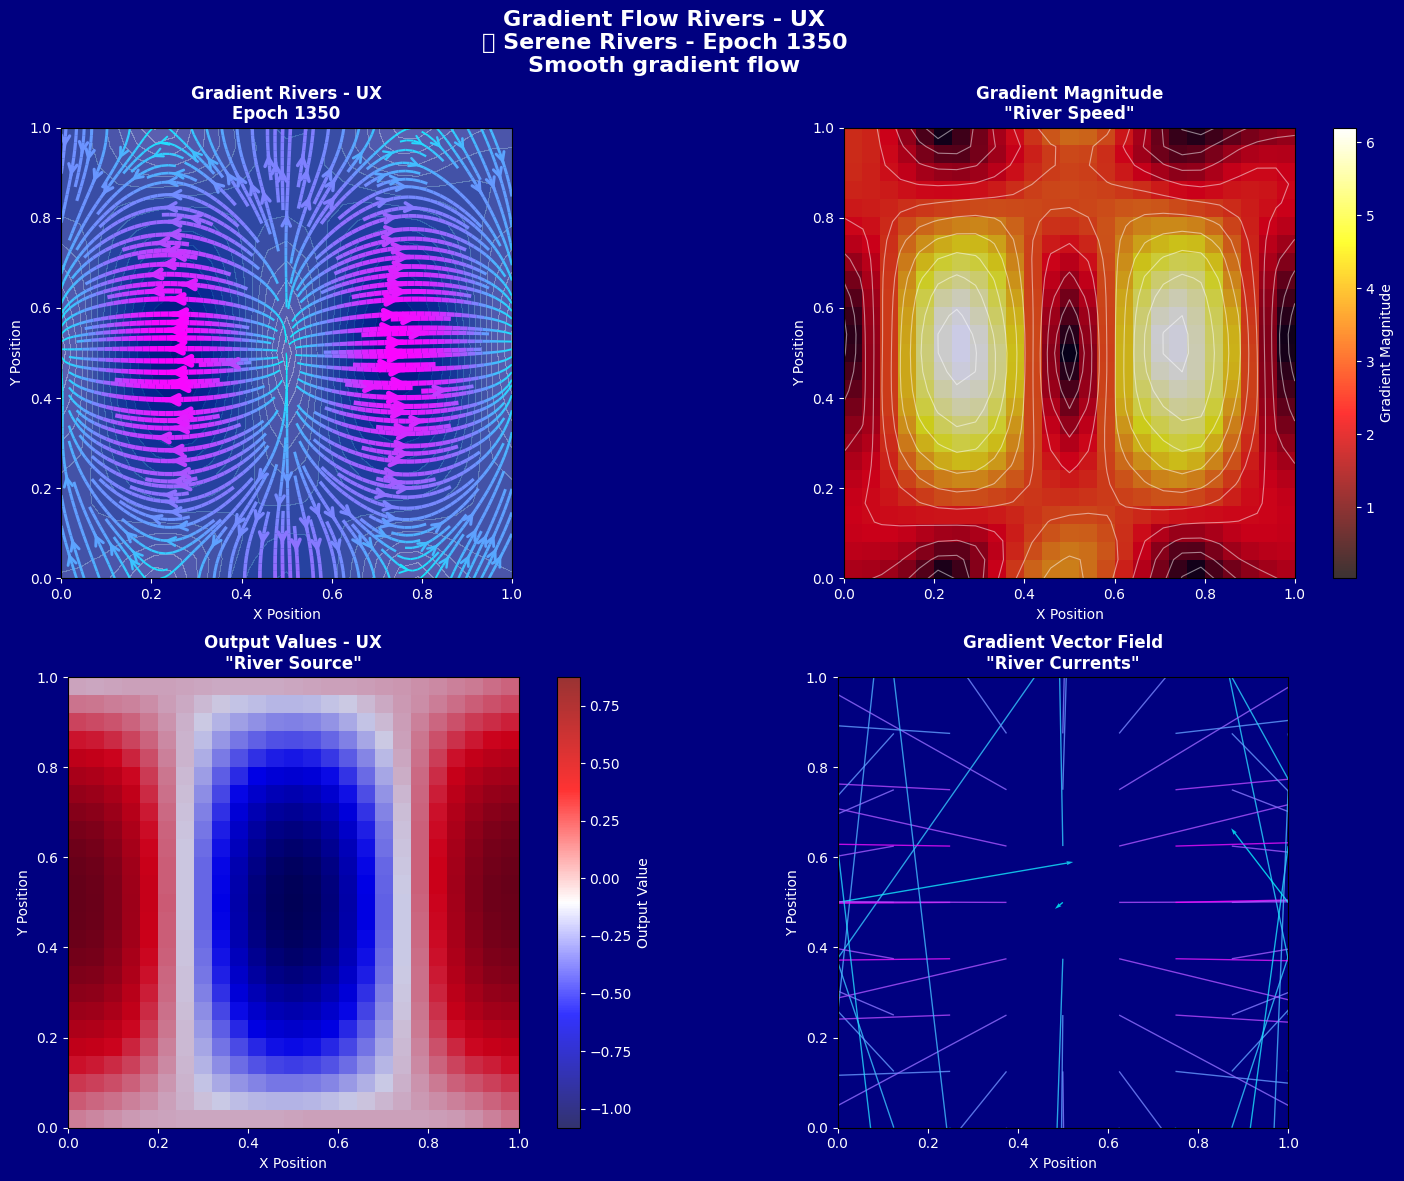 Gradient Flow Rivers - UX
▯ Serene Rivers - Epoch 1350
Smooth gradient flow
Gradient Rivers - UX
Epoch 1350
1.0
0.8
0.6
0.4
0.2
0.0
Y Position
0.0 0.2 0.4 0.6 0.8 1.0
X Position
Gradient Magnitude
"River Speed"
1.0
0.8
0.6
0.4
0.2
0.0
Y Position
0.0 0.2 0.4 0.6 0.8 1.0
X Position
6
5
4
3
2
1
Gradient Magnitude
Output Values - UX
"River Source"
1.0
0.8
0.6
0.4
0.2
0.0
Y Position
0.0 0.2 0.4 0.6 0.8 1.0
X Position
0.75
0.50
0.25
0.00
−0.25
−0.50
−0.75
−1.00
Output Value
Gradient Vector Field
"River Currents"
1.0
0.8
0.6
0.4
0.2
0.0
Y Position
0.0 0.2 0.4 0.6 0.8 1.0
X Position